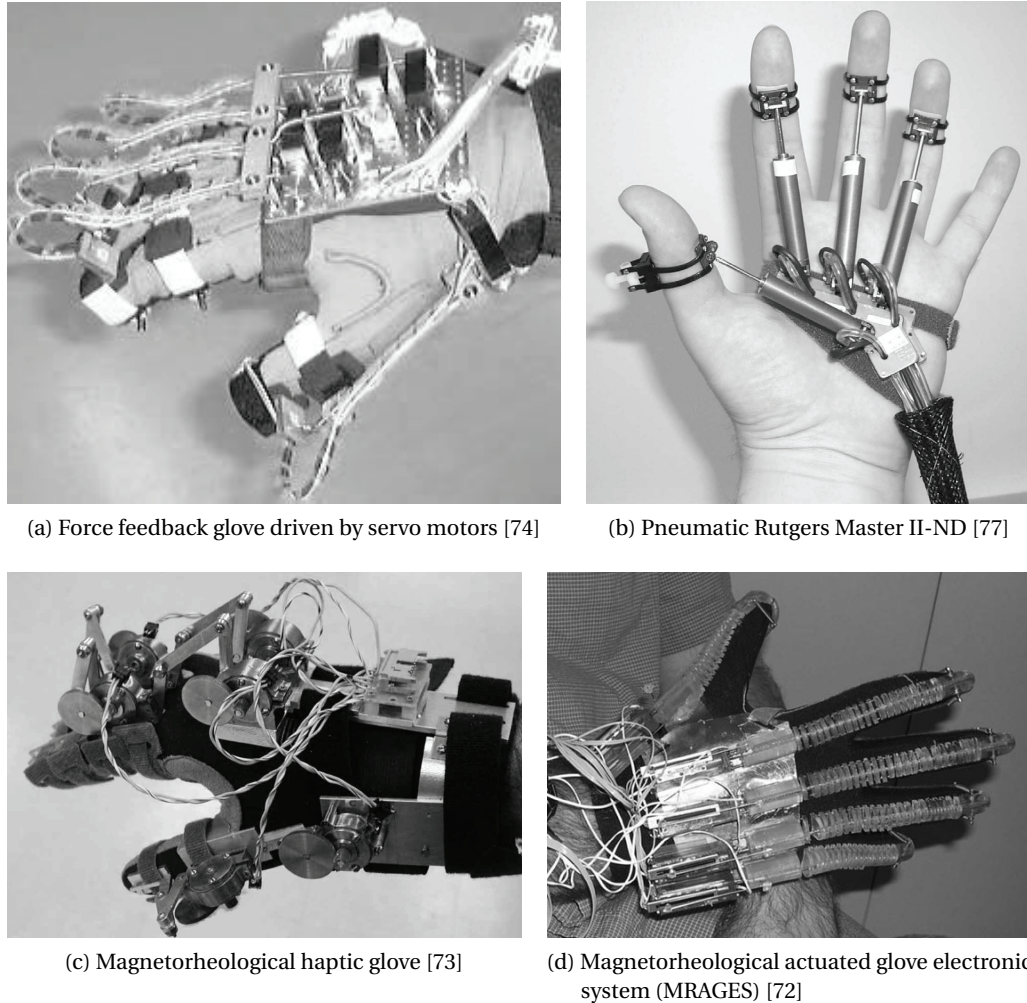 (a) Force feedback glove driven by servo motors [74]
(b) Pneumatic Rutgers Master II-ND [77]
(c) Magnetorheological haptic glove [73]
(d) Magnetorheological actuated glove electronic
system (MRAGES) [72]